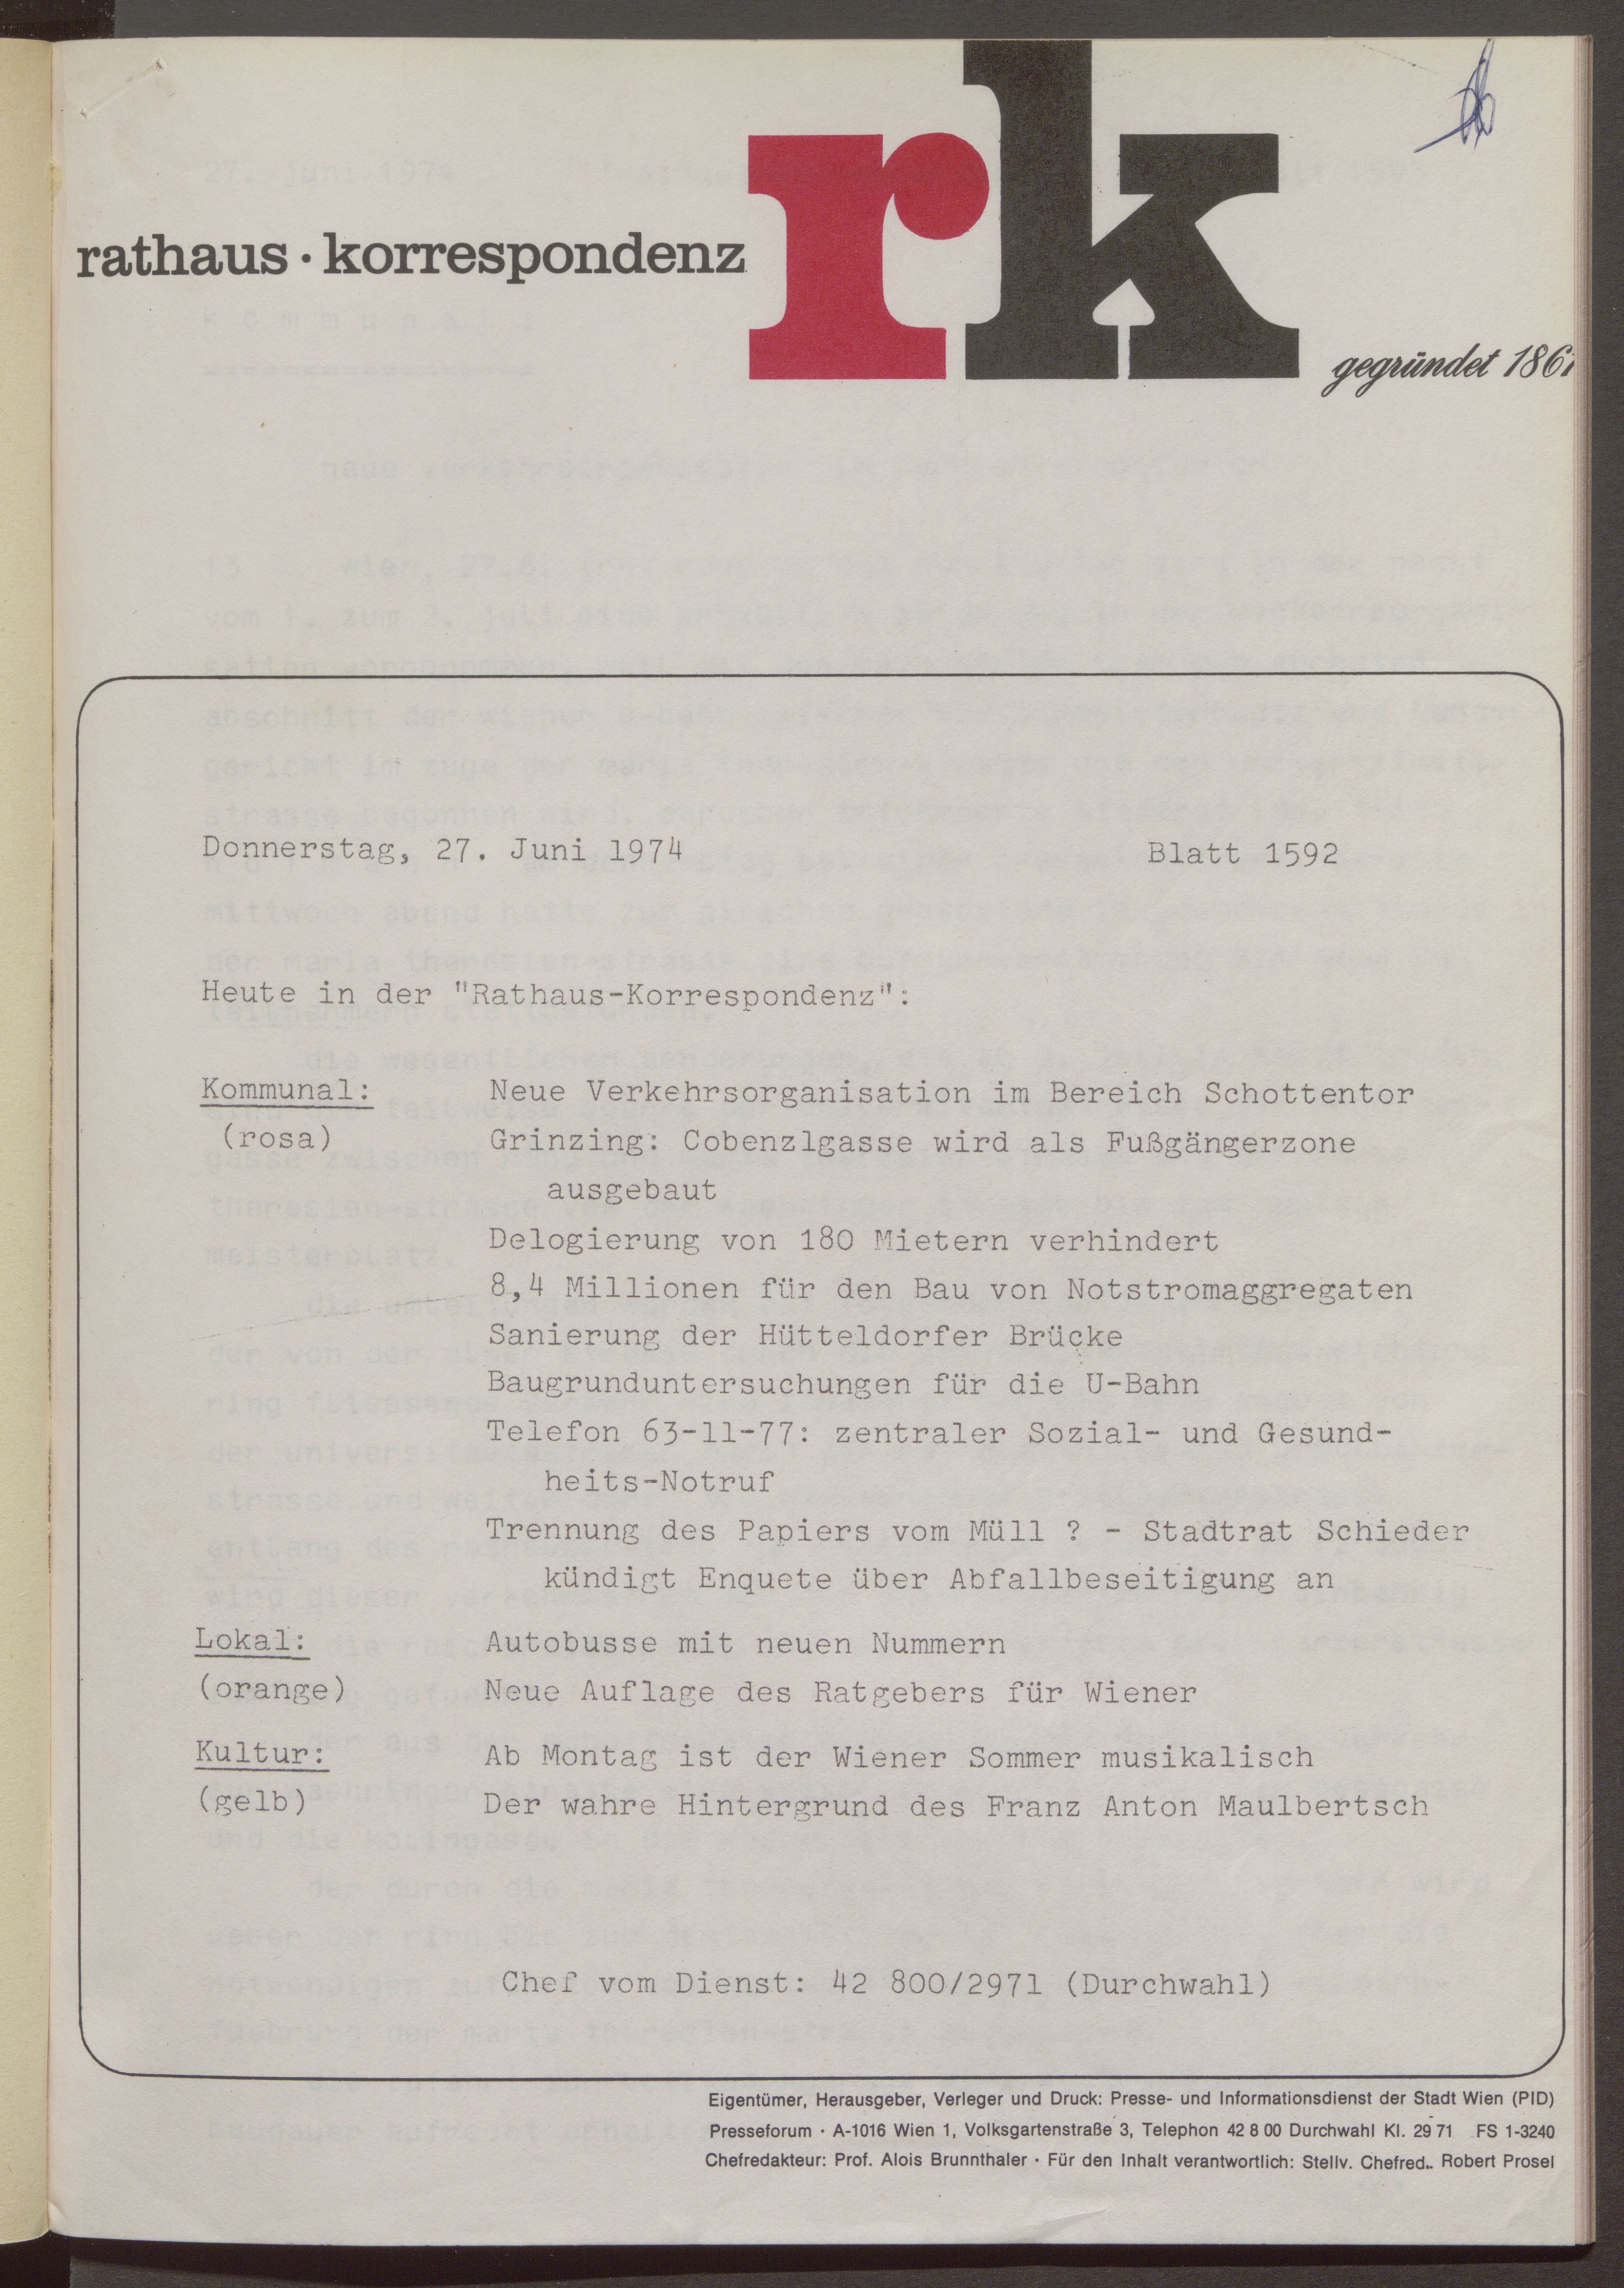 rk
rathaus · korrespondenz
gegründet 1861
Donnerstag, 27. Juni 1974 Blatt 1592
Heute in der "Rathaus-Korrespondenz":
Kommunal: Neue Verkehrsorganisation im Bereich Schottentor
(rosa) Grinzing: Cobenzlgasse wird als Fußgängerzone
ausgebaut
Delogierung von 180 Mietern verhindert
8,4 Millionen für den Bau von Notstromaggregaten
Sanierung der Hütteldorfer Brücke
Baugrunduntersuchungen für die U-Bahn
Telefon 63-11-77: zentraler Sozial- und Gesund-
heits-Notruf
Trennung des Papiers vom Müll ? - Stadtrat Schieder
kündigt Enquete über Abfallbeseitigung an
Lokal: Autobusse mit neuen Nummern
(orange) Neue Auflage des Ratgebers für Wiener
Kultur: Ab Montag ist der Wiener Sommer musikalisch
(gelb) Der wahre Hintergrund des Franz Anton Maulbertsch
Chef vom Dienst: 42 800/2971 (Durchwahl)
Eigentümer, Herausgeber, Verleger und Druck: Presse- und Informationsdienst der Stadt Wien (PID)
Presseforum · A-1016 Wien 1, Volksgartenstraße 3, Telephon 42 8 00 Durchwahl Kl. 29 71 FS 1-3240
Chefredakteur: Prof. Alois Brunnthaler · Für den Inhalt verantwortlich: Stellv. Chefred.. Robert Prosel